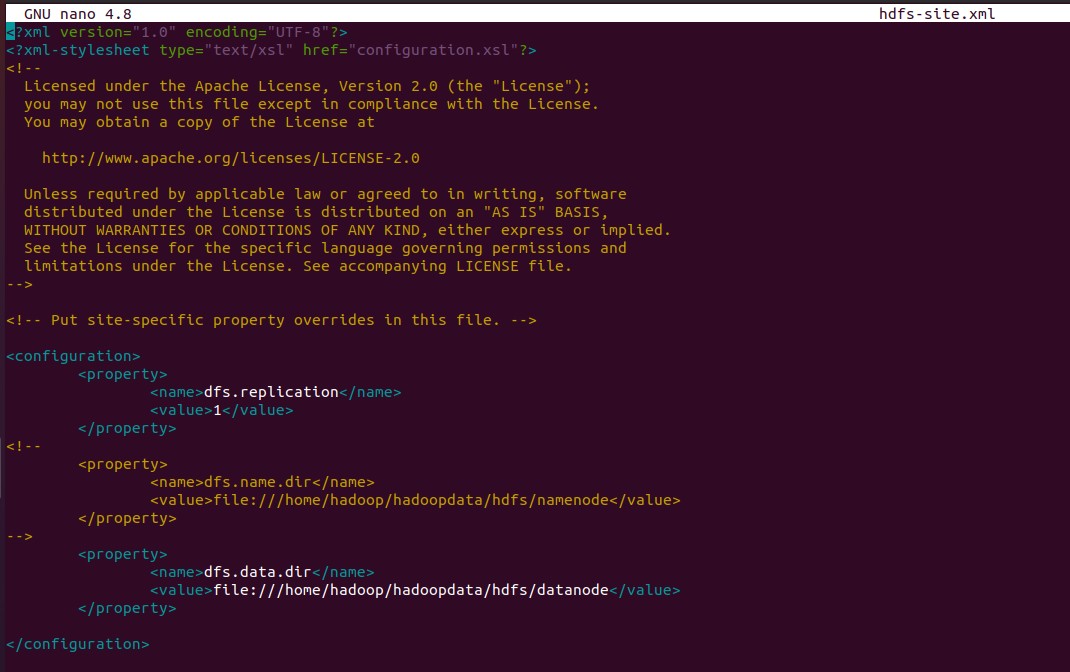 GNU nano 4.8 hdfs-site.xml
<?xml version="1.0" encoding="UTF-8"?>
<?xml-stylesheet type="text/xsl" href="configuration.xsl"?>
<!--
  Licensed under the Apache License, Version 2.0 (the "License");
  you may not use this file except in compliance with the License.
  You may obtain a copy of the License at

    http://www.apache.org/licenses/LICENSE-2.0

  Unless required by applicable law or agreed to in writing, software
  distributed under the License is distributed on an "AS IS" BASIS,
  WITHOUT WARRANTIES OR CONDITIONS OF ANY KIND, either express or implied.
  See the License for the specific language governing permissions and
  limitations under the License. See accompanying LICENSE file.
-->

<!-- Put site-specific property overrides in this file. -->

<configuration>
        <property>
                <name>dfs.replication</name>
                <value>1</value>
        </property>
<!--
        <property>
                <name>dfs.name.dir</name>
                <value>file:///home/hadoop/hadoopdata/hdfs/namenode</value>
        </property>
-->
        <property>
                <name>dfs.data.dir</name>
                <value>file:///home/hadoop/hadoopdata/hdfs/datanode</value>
        </property>

</configuration>